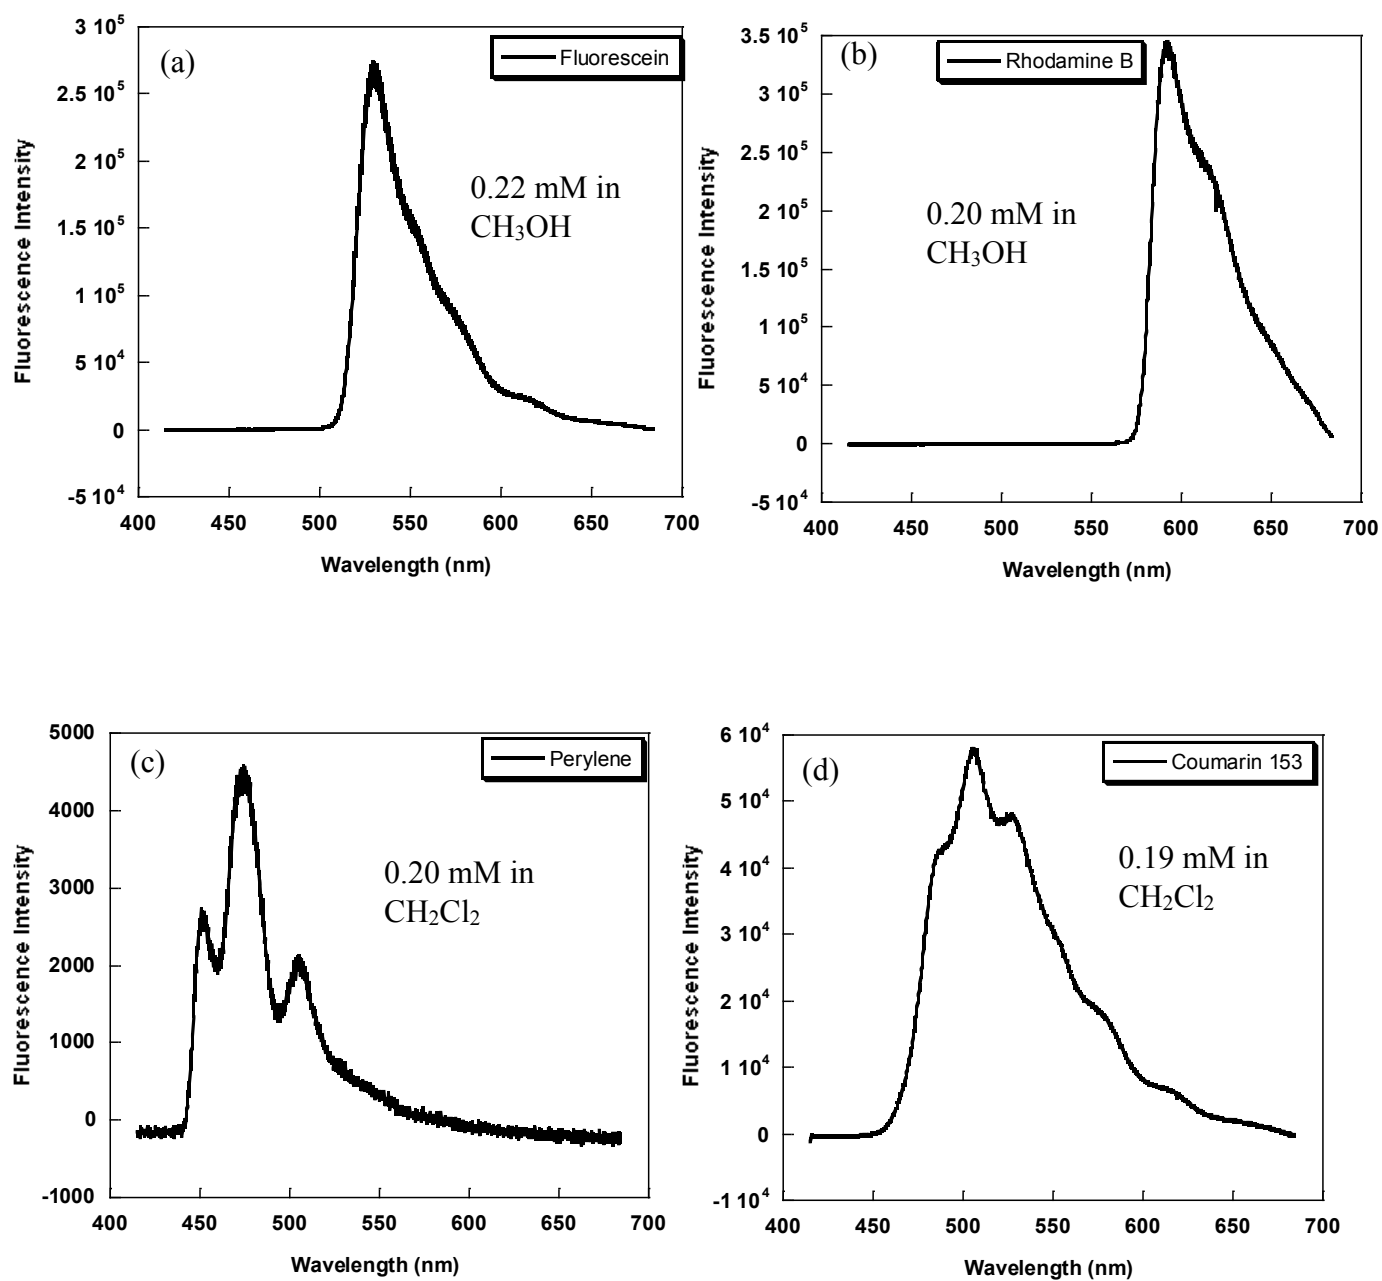 (a)
Fluorescein
0.22 mM in
CH₃OH
3 10⁵
2.5 10⁵
2 10⁵
1.5 10⁵
1 10⁵
5 10⁴
0
-5 10⁴
400 450 500 550 600 650 700
Fluorescence Intensity
Wavelength (nm)
(b)
Rhodamine B
0.20 mM in
CH₃OH
3.5 10⁵
3 10⁵
2.5 10⁵
2 10⁵
1.5 10⁵
1 10⁵
5 10⁴
0
-5 10⁴
400 450 500 550 600 650 700
Fluorescence Intensity
Wavelength (nm)
(c)
Perylene
0.20 mM in
CH₂Cl₂
5000
4000
3000
2000
1000
0
-1000
400 450 500 550 600 650 700
Fluorescence Intensity
Wavelength (nm)
(d)
Coumarin 153
0.19 mM in
CH₂Cl₂
6 10⁴
5 10⁴
4 10⁴
3 10⁴
2 10⁴
1 10⁴
0
-1 10⁴
400 450 500 550 600 650 700
Fluorescence Intensity
Wavelength (nm)